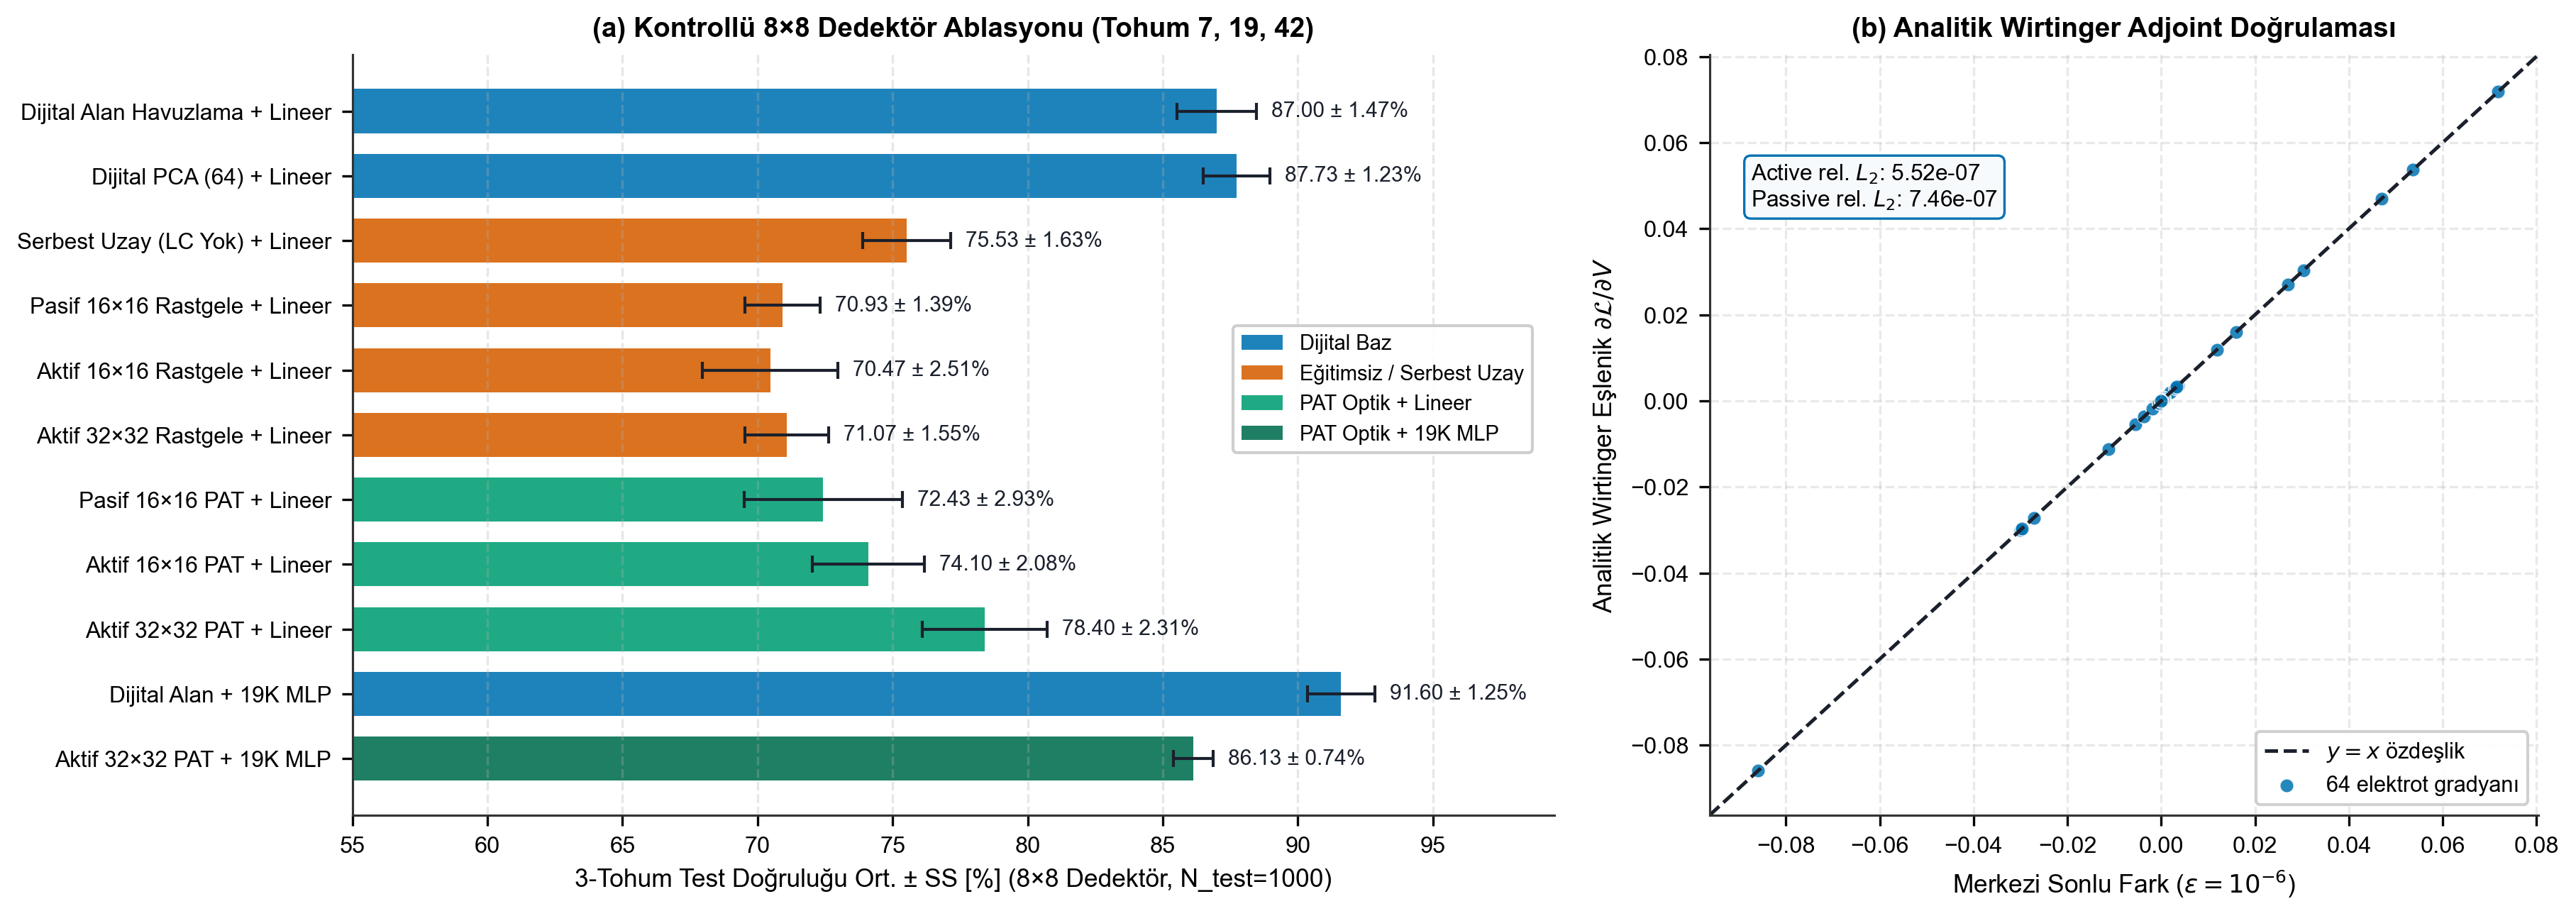 (a) Kontrollü 8×8 Dedektör Ablasyonu (Tohum 7, 19, 42)
Dijital Alan Havuzlama + Lineer
87.00 ± 1.47%
Dijital PCA (64) + Lineer
87.73 ± 1.23%
Serbest Uzay (LC Yok) + Lineer
75.53 ± 1.63%
Pasif 16×16 Rastgele + Lineer
70.93 ± 1.39%
Aktif 16×16 Rastgele + Lineer
70.47 ± 2.51%
Aktif 32×32 Rastgele + Lineer
71.07 ± 1.55%
Pasif 16×16 PAT + Lineer
72.43 ± 2.93%
Aktif 16×16 PAT + Lineer
74.10 ± 2.08%
Aktif 32×32 PAT + Lineer
78.40 ± 2.31%
Dijital Alan + 19K MLP
91.60 ± 1.25%
Aktif 32×32 PAT + 19K MLP
86.13 ± 0.74%
Dijital Baz
Eğitimsiz / Serbest Uzay
PAT Optik + Lineer
PAT Optik + 19K MLP
55 60 65 70 75 80 85 90 95
3-Tohum Test Doğruluğu Ort. ± SS [%] (8×8 Dedektör, N_test=1000)
(b) Analitik Wirtinger Adjoint Doğrulaması
Analitik Wirtinger Eşlenik ∂ℒ/∂V
0.08
0.06
0.04
0.02
0.00
−0.02
−0.04
−0.06
−0.08
Active rel. L₂: 5.52e-07
Passive rel. L₂: 7.46e-07
y = x özdeşlik
64 elektrot gradyanı
−0.08 −0.06 −0.04 −0.02 0.00 0.02 0.04 0.06 0.08
Merkezi Sonlu Fark (ε = 10⁻⁶)